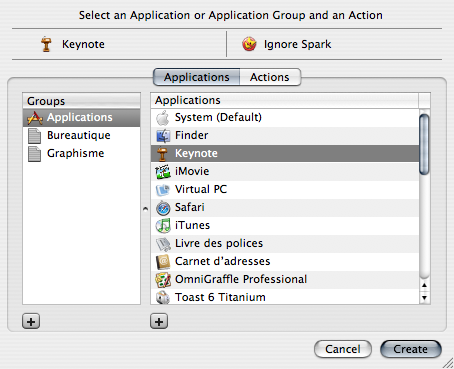 Select an Application or Application Group and an Action
Keynote
Ignore Spark
Applications
Actions
Groups
Applications
Bureautique
Graphisme
Applications
System (Default)
Finder
Keynote
iMovie
Virtual PC
Safari
iTunes
Livre des polices
Carnet d'adresses
OmniGraffle Professional
Toast 6 Titanium
Cancel
Create